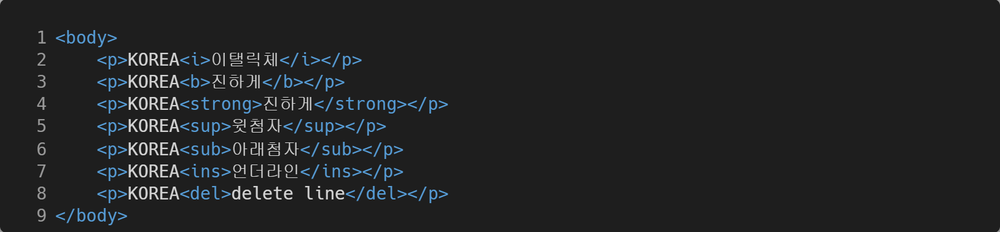 1 <body>
2     <p>KOREA<i>이탤릭체</i></p>
3     <p>KOREA<b>진하게</b></p>
4     <p>KOREA<strong>진하게</strong></p>
5     <p>KOREA<sup>윗첨자</sup></p>
6     <p>KOREA<sub>아래첨자</sub></p>
7     <p>KOREA<ins>언더라인</ins></p>
8     <p>KOREA<del>delete line</del></p>
9 </body>